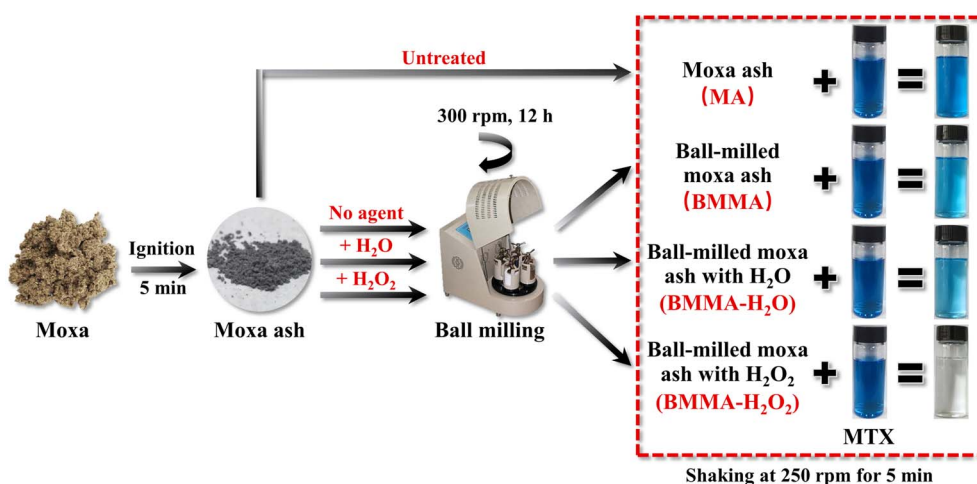 Untreated
300 rpm, 12 h
Ignition
5 min
No agent
+ H₂O
+ H₂O₂
Moxa
Moxa ash
Ball milling
Moxa ash
(MA)
+
=
Ball-milled
moxa ash
(BMMA)
+
=
Ball-milled moxa
ash with H₂O
(BMMA-H₂O)
+
=
Ball-milled moxa
ash with H₂O₂
(BMMA-H₂O₂)
+
=
MTX
Shaking at 250 rpm for 5 min